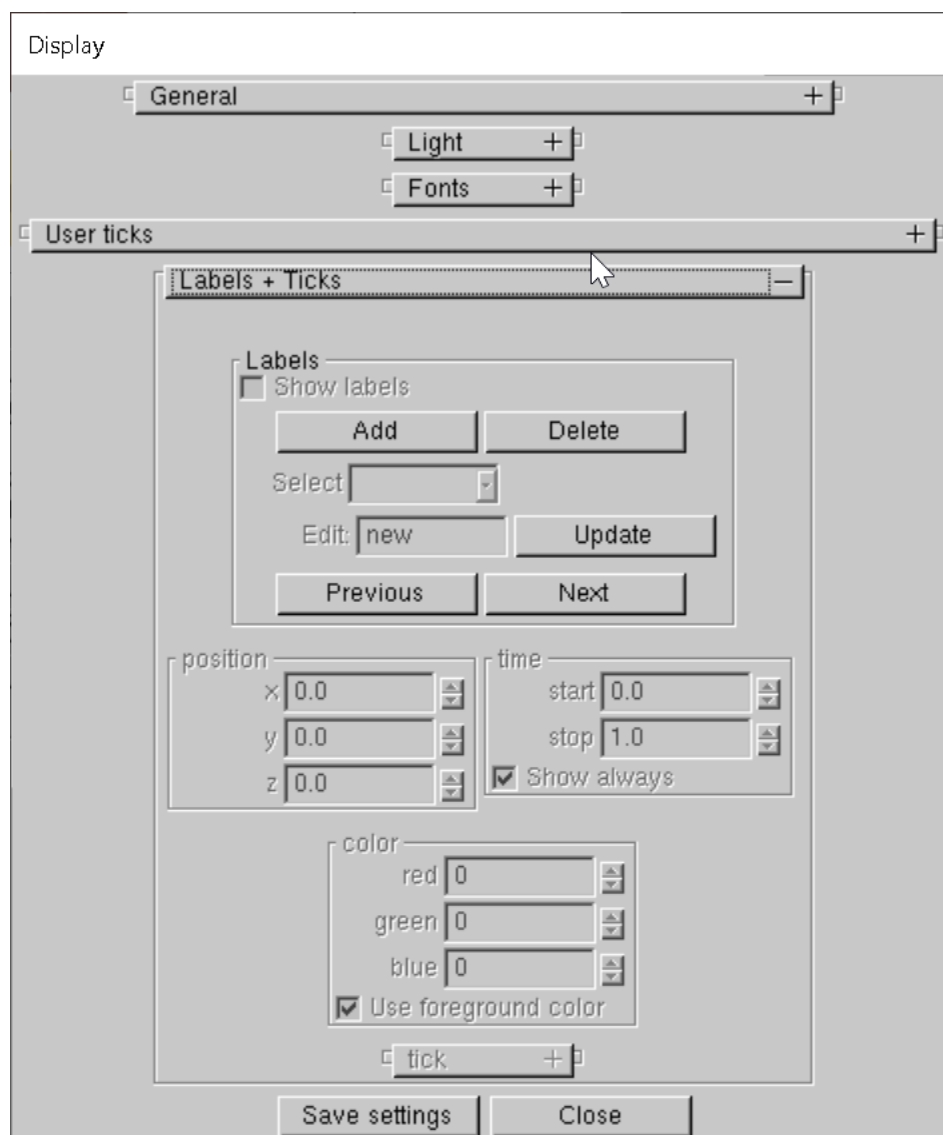 Display
General +
Light +
Fonts +
User ticks +
Labels + Ticks −
Labels
Show labels
Add Delete
Select
Edit: new Update
Previous Next
position time
x 0.0 start 0.0
y 0.0 stop 1.0
z 0.0 Show always
color
red 0
green 0
blue 0
Use foreground color
tick +
Save settings Close